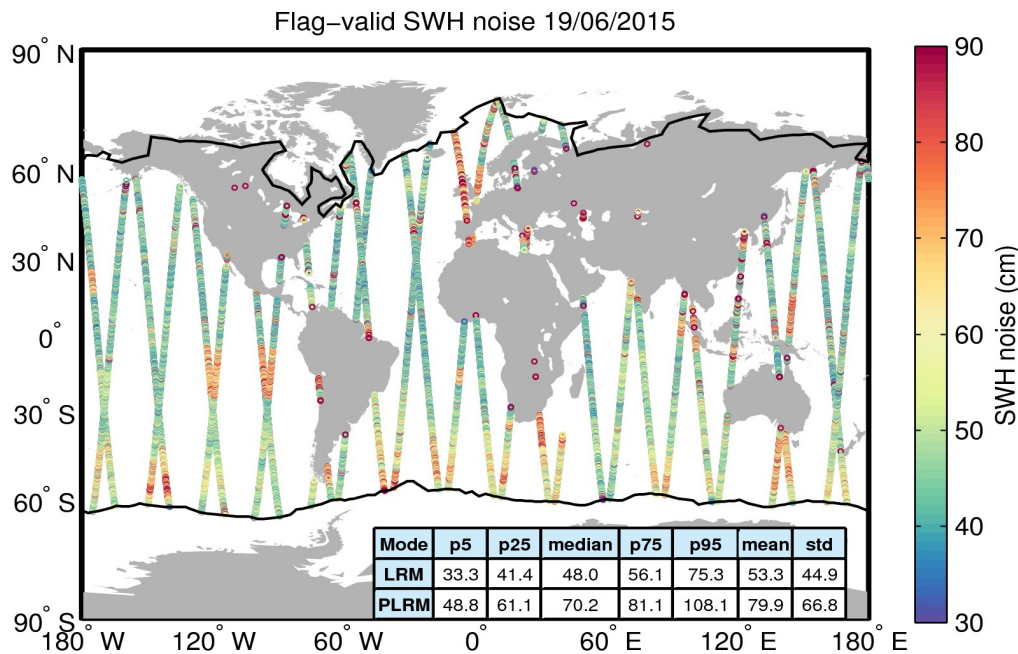 Flag−valid SWH noise 19/06/2015
90° N
60° N
30° N
0°
30° S
60° S
90° S
180° W
120° W
60° W
0°
60° E
120° E
180° E
Mode p5 p25 median p75 p95 mean std
LRM 33.3 41.4 48.0 56.1 75.3 53.3 44.9
PLRM 48.8 61.1 70.2 81.1 108.1 79.9 66.8
90
80
70
60
50
40
30
SWH noise (cm)